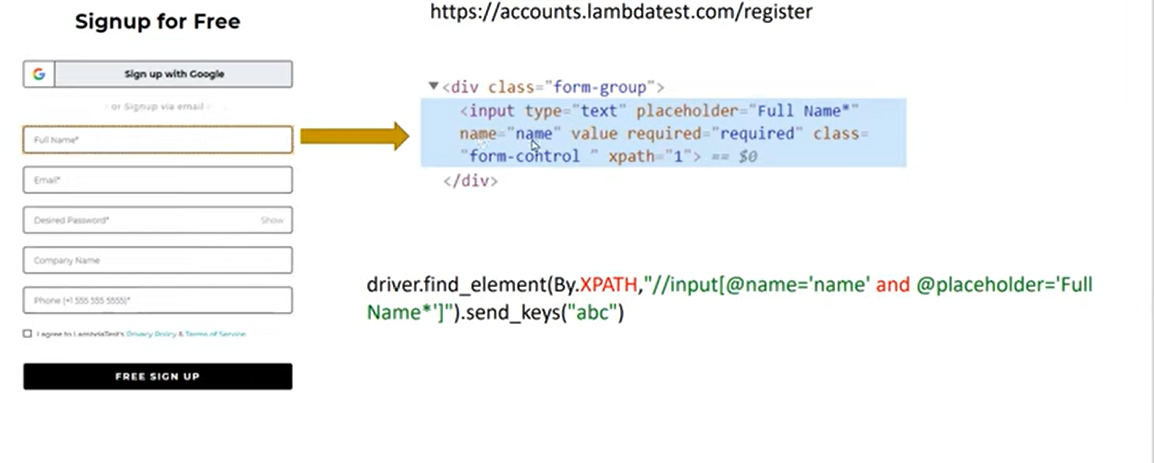 Signup for Free
https://accounts.lambdatest.com/register
G Sign up with Google
or Signup via email
Full Name*
Email*
Desired Password* Show
Company Name
Phone (+1 555 555 5555)*
I agree to LambdaTest's Privacy Policy & Terms of Service
FREE SIGN UP
▼<div class="form-group">
<input type="text" placeholder="Full Name*"
name="name" value required="required" class=
"form-control " xpath="1"> == $0
</div>
driver.find_element(By.XPATH,"//input[@name='name' and @placeholder='Full
Name*']").send_keys("abc")